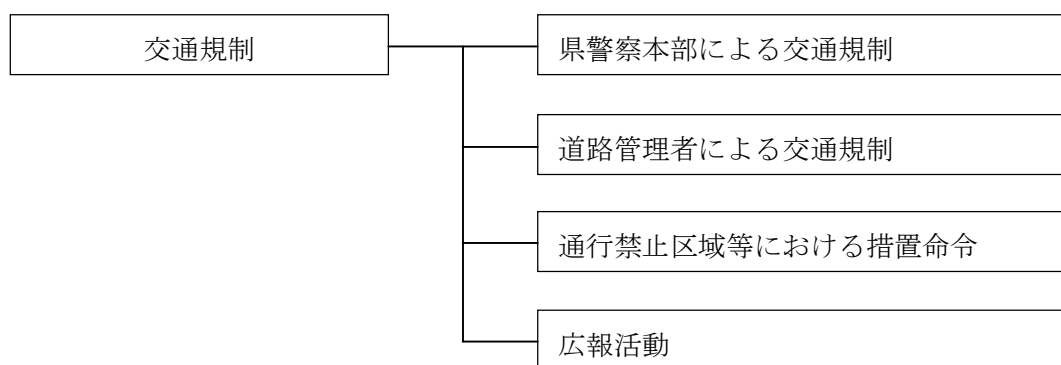 交通規制
県警察本部による交通規制
道路管理者による交通規制
通行禁止区域等における措置命令
広報活動